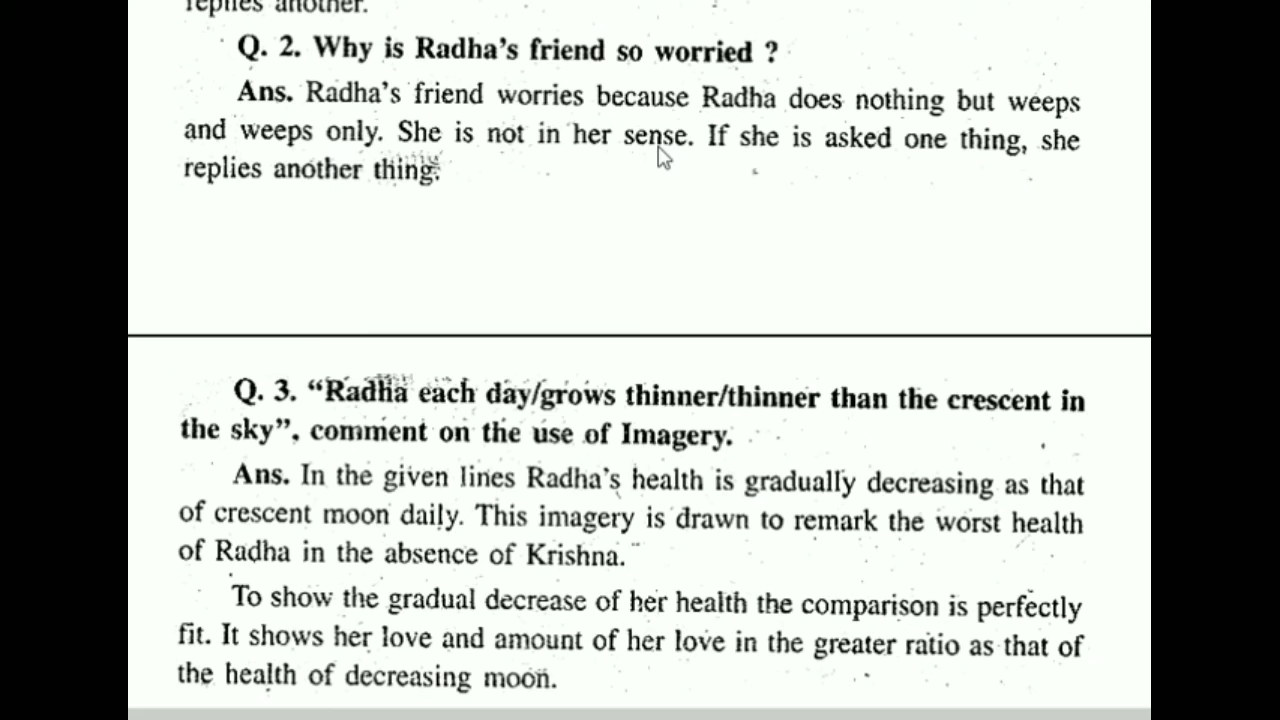 replies another.
Q. 2. Why is Radha's friend so worried ?
Ans. Radha's friend worries because Radha does nothing but weeps
and weeps only. She is not in her sense. If she is asked one thing, she
replies another thing.
Q. 3. “Radha each day/grows thinner/thinner than the crescent in
the sky”, comment on the use of Imagery.
Ans. In the given lines Radha's health is gradually decreasing as that
of crescent moon daily. This imagery is drawn to remark the worst health
of Radha in the absence of Krishna.
To show the gradual decrease of her health the comparison is perfectly
fit. It shows her love and amount of her love in the greater ratio as that of
the health of decreasing moon.